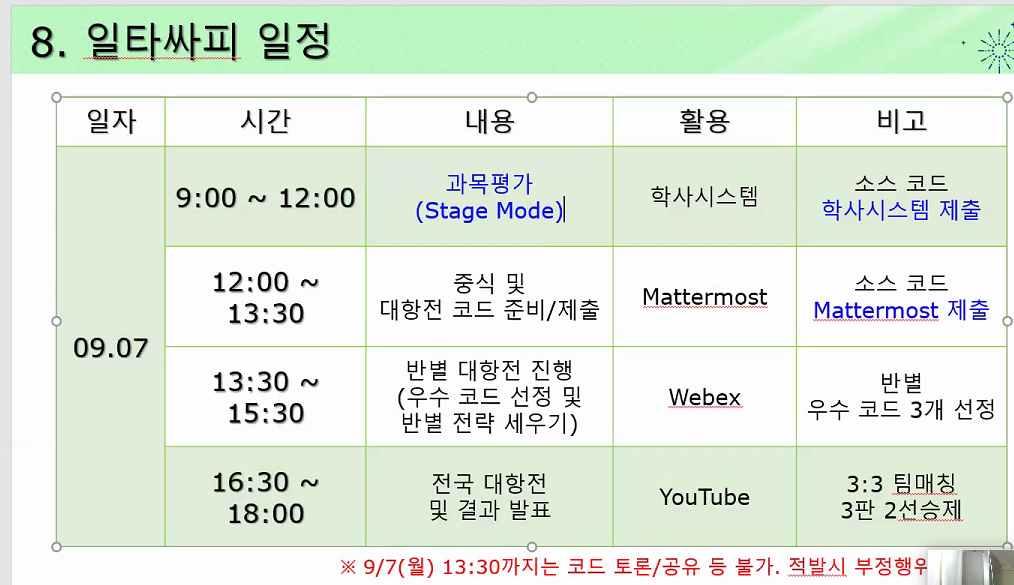 8. 일타싸피 일정
일자 시간 내용 활용 비고
09.07
9:00 ~ 12:00
과목평가
(Stage Mode)
학사시스템
소스 코드
학사시스템 제출
12:00 ~
13:30
중식 및
대항전 코드 준비/제출
Mattermost
소스 코드
Mattermost 제출
13:30 ~
15:30
반별 대항전 진행
(우수 코드 선정 및
반별 전략 세우기)
Webex
반별
우수 코드 3개 선정
16:30 ~
18:00
전국 대항전
및 결과 발표
YouTube
3:3 팀매칭
3판 2선승제
※ 9/7(월) 13:30까지는 코드 토론/공유 등 불가. 적발시 부정행위